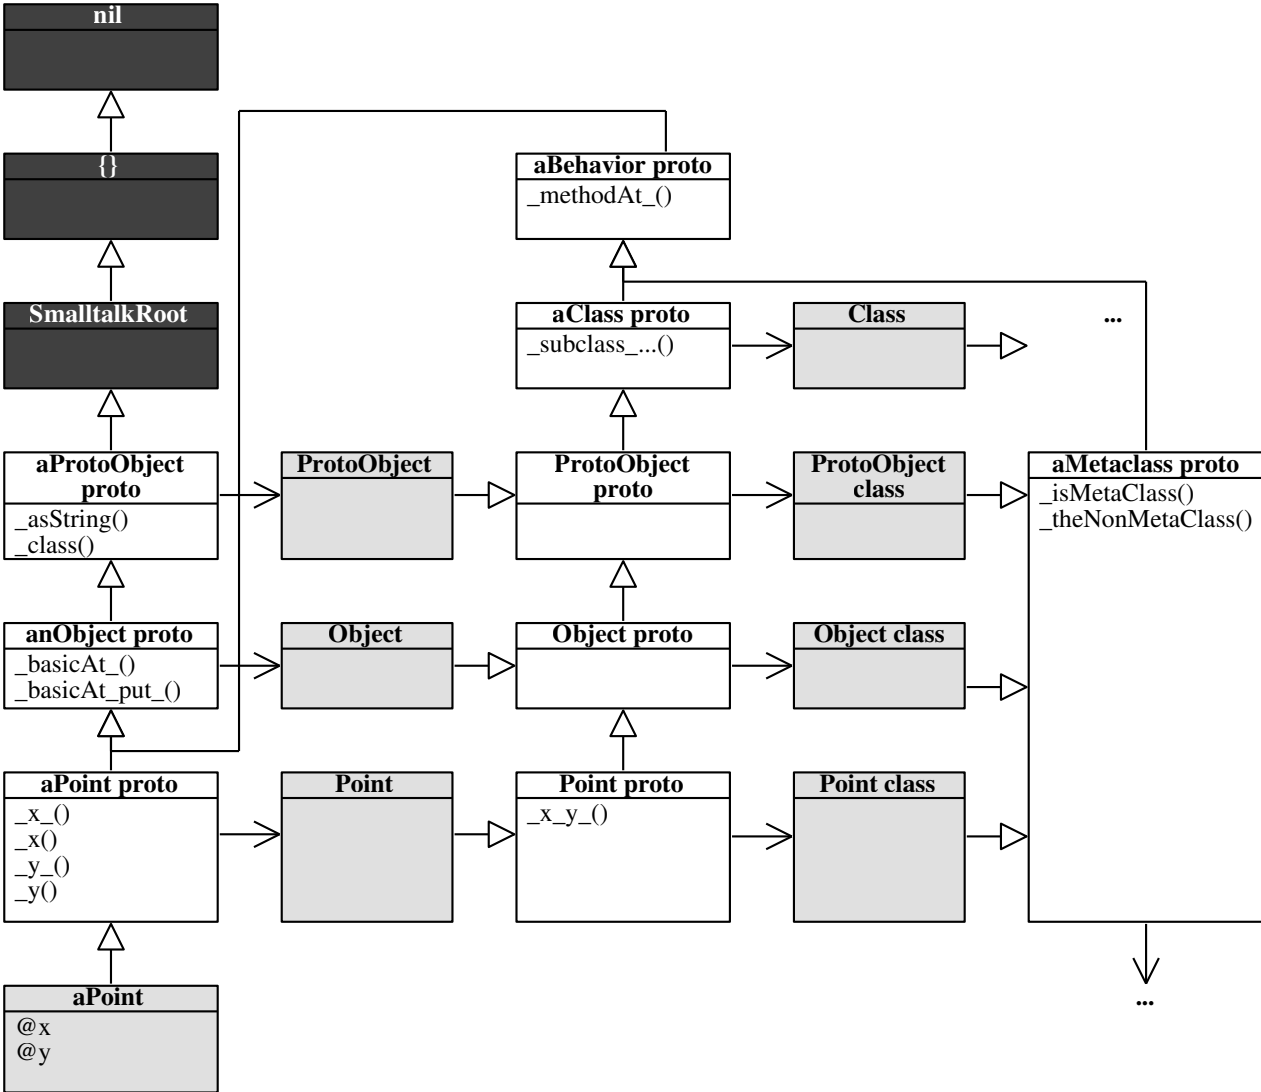 nil
{}
aBehavior proto
_methodAt_()
SmalltalkRoot
aClass proto
_subclass_...()
Class
...
aProtoObject
proto
_asString()
_class()
ProtoObject
ProtoObject
proto
ProtoObject
class
aMetaclass proto
_isMetaClass()
_theNonMetaClass()
anObject proto
_basicAt_()
_basicAt_put_()
Object
Object proto
Object class
aPoint proto
_x_()
_x()
_y_()
_y()
Point
Point proto
_x_y_()
Point class
aPoint
@x
@y
...